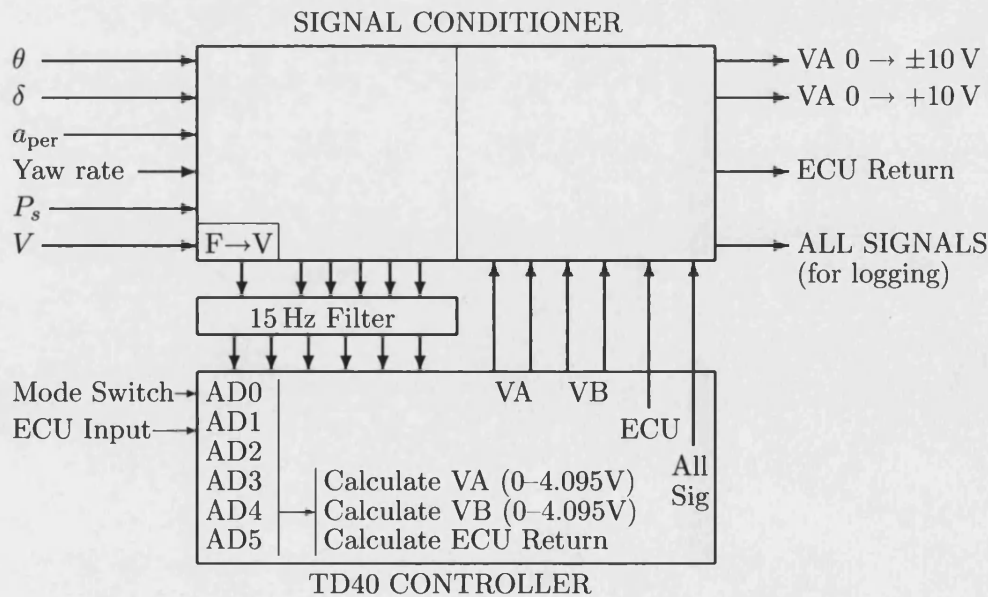 SIGNAL CONDITIONER
θ
VA 0 → ±10 V
δ
VA 0 → +10 V
a_per
Yaw rate
ECU Return
P_s
V
F→V
ALL SIGNALS
(for logging)
15 Hz Filter
Mode Switch
AD0
VA
VB
ECU Input
AD1
ECU
AD2
All
AD3
Calculate VA (0–4.095V)
Sig
AD4
Calculate VB (0–4.095V)
AD5
Calculate ECU Return
TD40 CONTROLLER